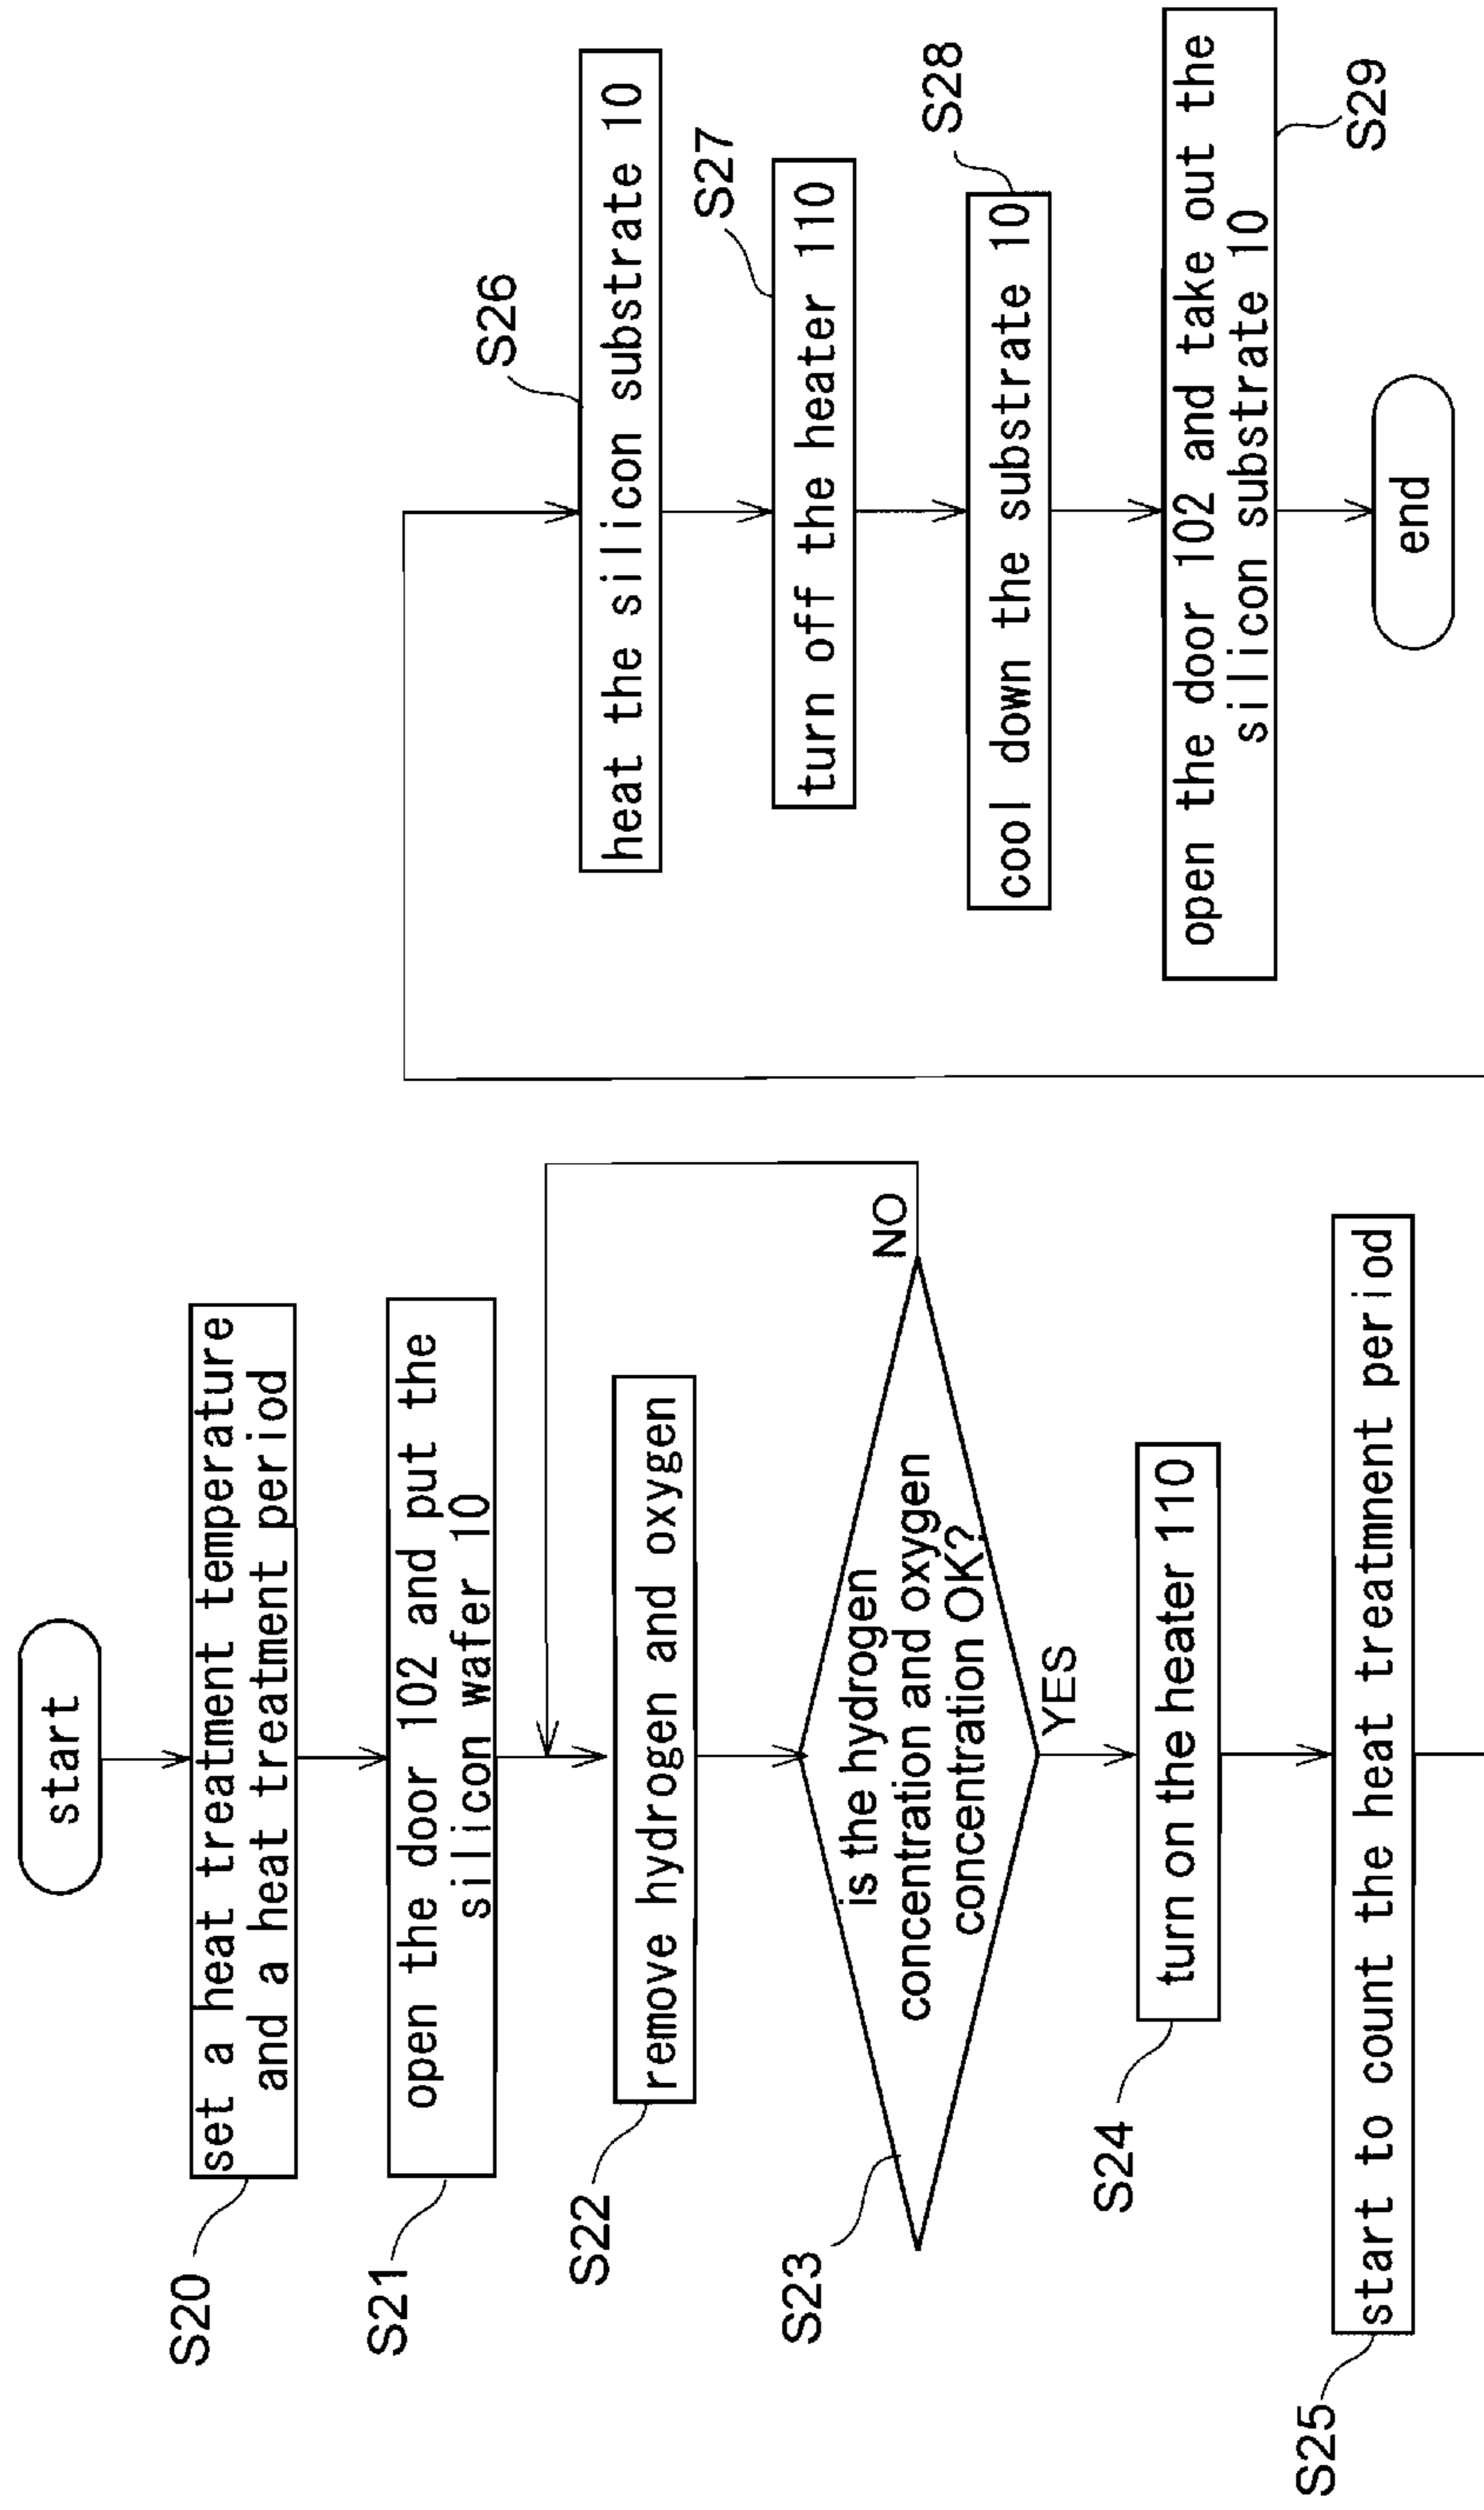 start
S20
set a heat treatment temperature
and a heat treatment period
S21
open the door 102 and put the
silicon wafer 10
S22
remove hydrogen and oxygen
S23
is the hydrogen
concentration and oxygen
concentration OK?
NO
YES
S24
turn on the heater 110
S25
start to count the heat treatment period
S26
heat the silicon substrate 10
S27
turn off the heater 110
S28
cool down the substrate 10
open the door 102 and take out the
silicon substrate 10
S29
end